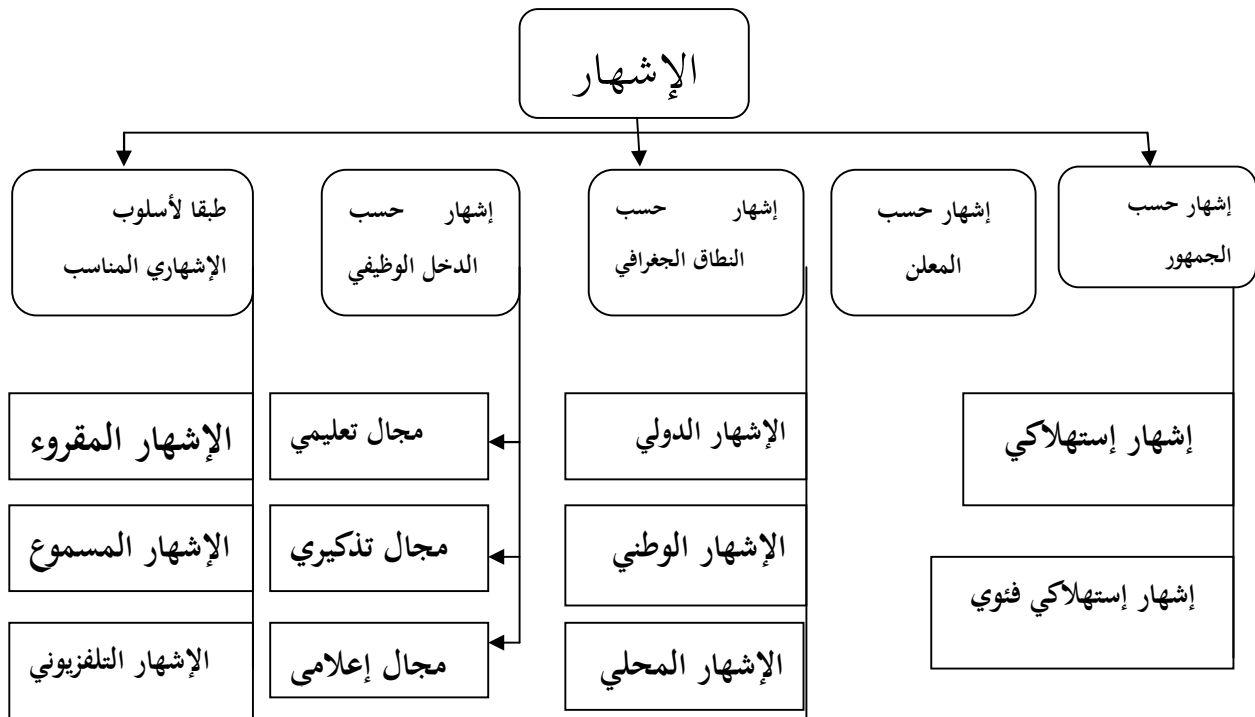 الإشهار
إشهار حسب
الجمهور
إشهار حسب
المعلن
إشهار حسب
النطاق الجغرافي
إشهار حسب
الدخل الوظيفي
طبقا لأسلوب
الإشهاري المناسب
إشهار إستهلاكي
إشهار إستهلاكي فئوي
الإشهار الدولي
الإشهار الوطني
الإشهار المحلي
مجال تعليمي
مجال تذكيري
مجال إعلامى
الإشهار المقروء
الإشهار المسموع
الإشهار التلفزيوني